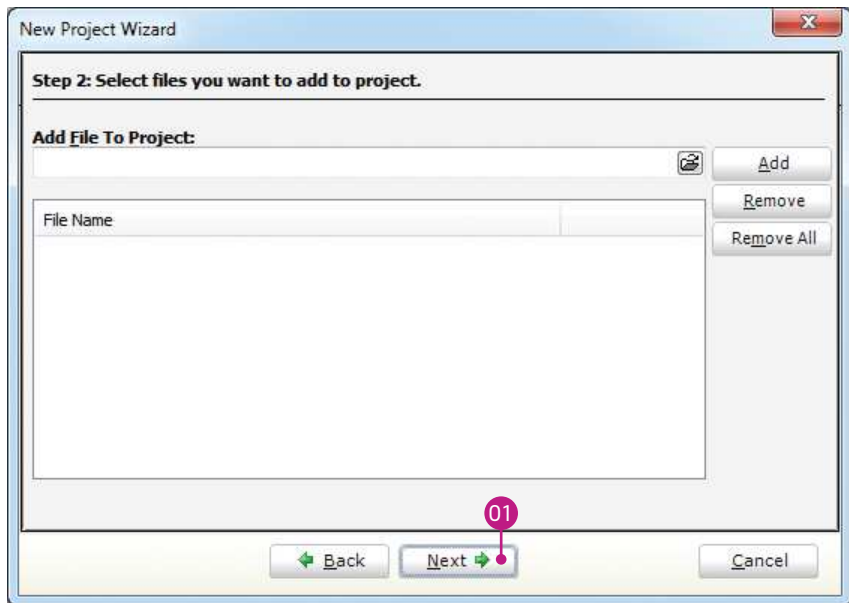 New Project Wizard
Step 2: Select files you want to add to project.
Add File To Project:
Add
Remove
File Name
Remove All
01
Back
Next
Cancel